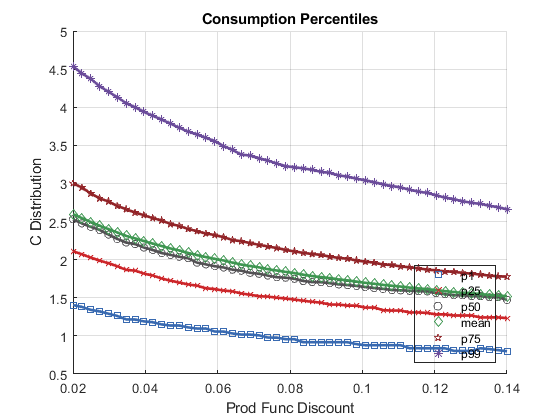 Consumption Percentiles
5
4.5
4
3.5
3
2.5
2
1.5
1
0.5
C Distribution
p1
p25
p50
mean
p75
p99
0.02
0.04
0.06
0.08
0.1
0.12
0.14
Prod Func Discount